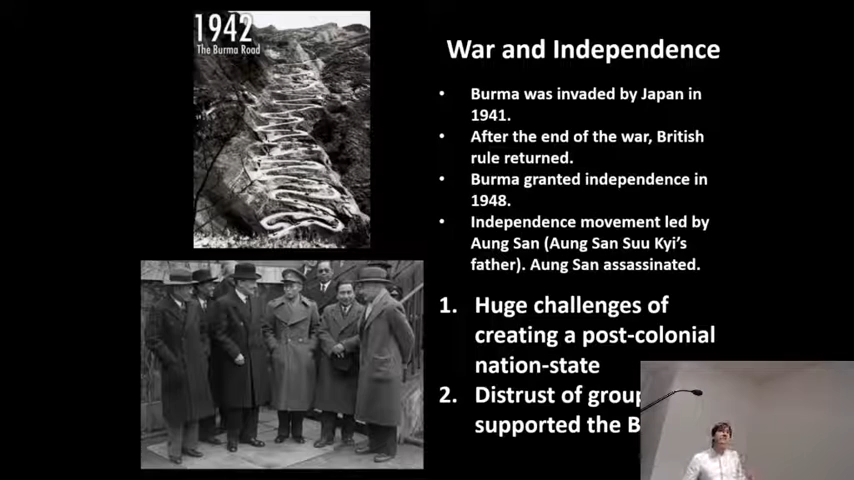 1942
The Burma Road
War and Independence
• Burma was invaded by Japan in
1941.
• After the end of the war, British
rule returned.
• Burma granted independence in
1948.
• Independence movement led by
Aung San (Aung San Suu Kyi's
father). Aung San assassinated.
1. Huge challenges of
creating a post-colonial
nation-state
2. Distrust of
supported the